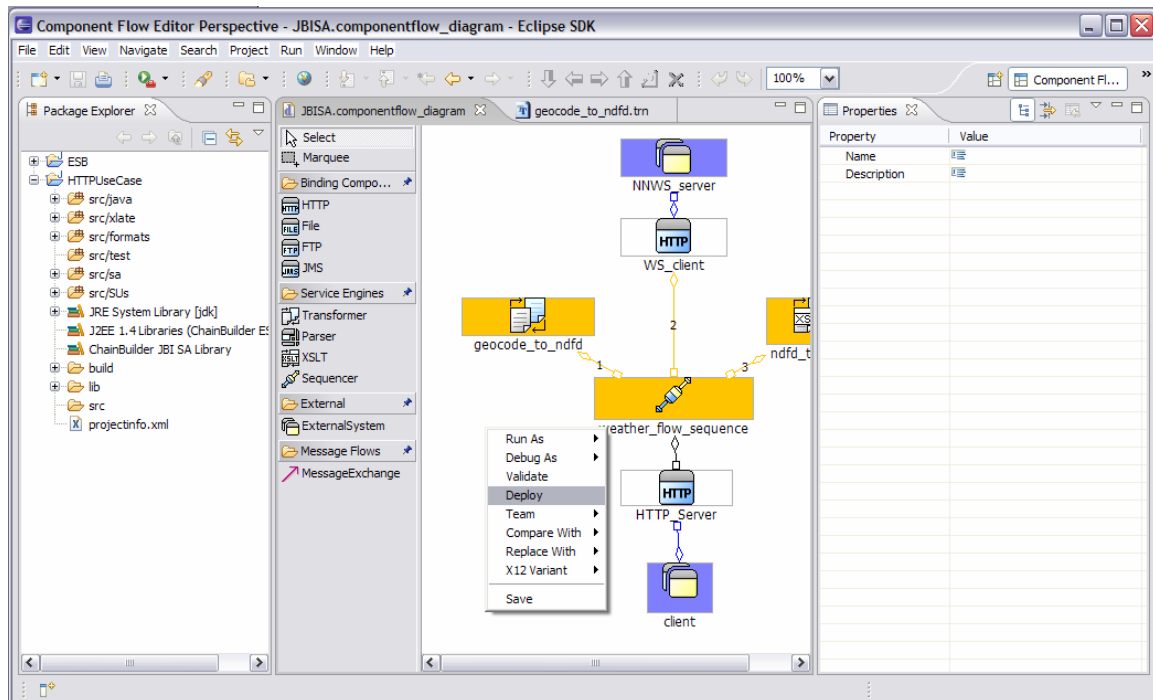 Component Flow Editor Perspective - JBISA.componentflow_diagram - Eclipse SDK
File Edit View Navigate Search Project Run Window Help
100%
Component Fl...
»
Package Explorer
ESB
HTTPUseCase
src/java
src/xlate
src/formats
src/test
src/sa
src/SUs
JRE System Library [jdk]
J2EE 1.4 Libraries (ChainBuilder ES
ChainBuilder JBI SA Library
build
lib
src
projectinfo.xml
JBISA.componentflow_diagram
geocode_to_ndfd.trn
Select
Marquee
Binding Compo...
HTTP
File
FTP
JMS
Service Engines
Transformer
Parser
XSLT
Sequencer
External
ExternalSystem
Message Flows
MessageExchange
NNWS_server
HTTP
WS_client
2
geocode_to_ndfd
ndfd_t
1
3
weather_flow_sequence
HTTP
HTTP_Server
client
Run As
Debug As
Validate
Deploy
Team
Compare With
Replace With
X12 Variant
Save
Properties
Property Value
Name
Description